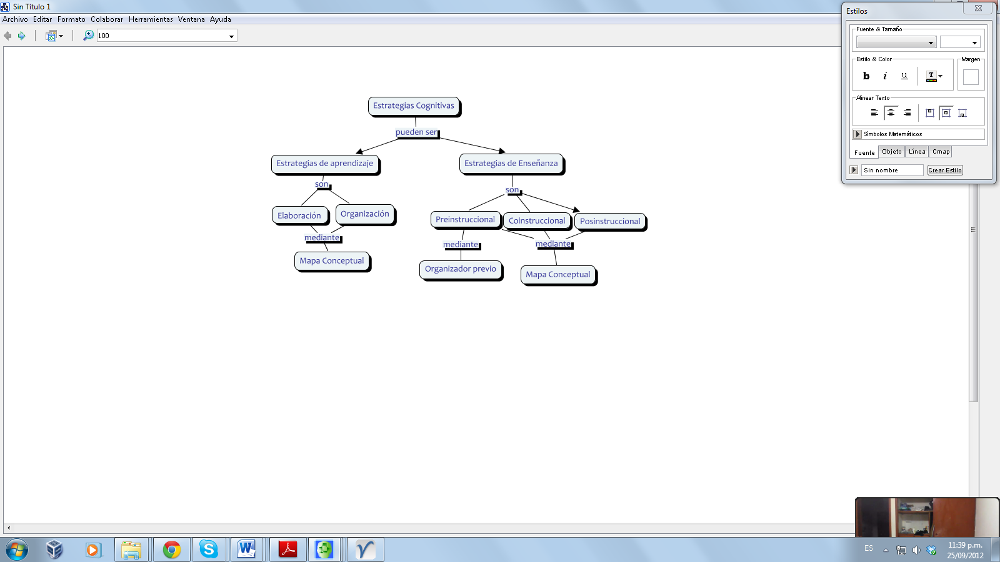 Sin Título 1
Archivo Editar Formato Colaborar Herramientas Ventana Ayuda
100
Estrategias Cognitivas
pueden ser
Estrategias de aprendizaje
Estrategias de Enseñanza
son
son
Elaboración
Organización
Preinstruccional
Coinstruccional
Posinstruccional
mediante
mediante
mediante
Mapa Conceptual
Organizador previo
Mapa Conceptual
Estilos
Fuente & Tamaño
Estilo & Color
Margen
b i u T
Alinear Texto
Símbolos Matemáticos
Fuente Objeto Línea Cmap
Sin nombre
Crear Estilo
ES
11:39 p.m.
25/09/2012